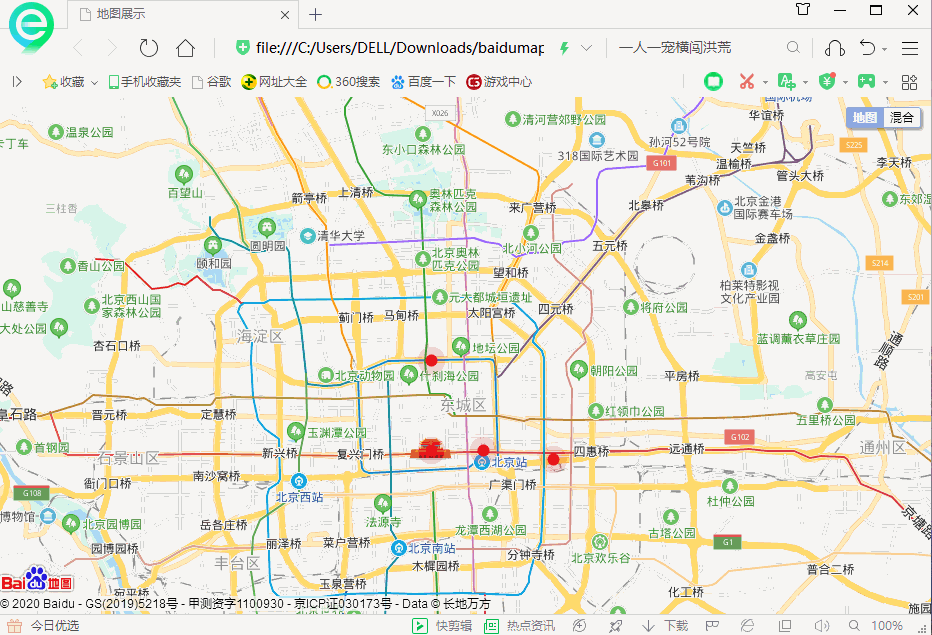 地图展示
file:///C:/Users/DELL/Downloads/baidumap
一人一宠横闯洪荒
收藏 手机收藏夹 谷歌 网址大全 360搜索 百度一下 游戏中心
地图 混合
国际机场
X026
清河营郊野公园
华谊桥
温泉公园
孙河52号院
卡丁车
东小口森林公园
天竺桥
S225
318国际艺术园
G101
温榆桥
李天桥
百望山
苇沟桥
管头大桥
箭亭桥
上清桥
奥林匹克
森林公园
来广营桥
北皋桥
北京金港
国际赛车场
三柱香
东郊湿
圆明园
清华大学
北小河公园
五元桥
金盏桥
颐和园
北京奥林
匹克公园
香山公园
望和桥
柏莱特影视
文化产业园
S214
山慈善寺
北京西山国
家森林公园
元大都城垣遗址
将府公园
S201
蓟门桥
马甸桥
太阳宫桥
四元桥
大处公园
海淀区
蓝调薰衣草庄园
通顺路
杏石口桥
地坛公园
北京动物园
什刹海公园
朝阳公园
平房桥
高安屯
东城区
皇石路
晋元桥
定慧桥
红领巾公园
五里桥公园
玉渊潭公园
G102
首钢园
石景山区
新兴桥
复兴门桥
北京站
四惠桥
远通桥
通州区
衙门口桥
南沙窝桥
广渠门桥
G108
北京西站
杜仲公园
博物馆
北京园博园
岳各庄桥
法源寺
龙潭西湖公园
古塔公园
京塘路
园博园桥
丽泽桥
菜户营桥
北京南站
分钟寺桥
北京欢乐谷
G1
丰台区
木樨园桥
普合二桥
Baidu地图
玉泉营桥
化工桥
宛平桥
施园
© 2020 Baidu - GS(2019)5218号 - 甲测资字1100930 - 京ICP证030173号 - Data © 长地万方
今日优选 快剪辑 热点资讯 下载 100%